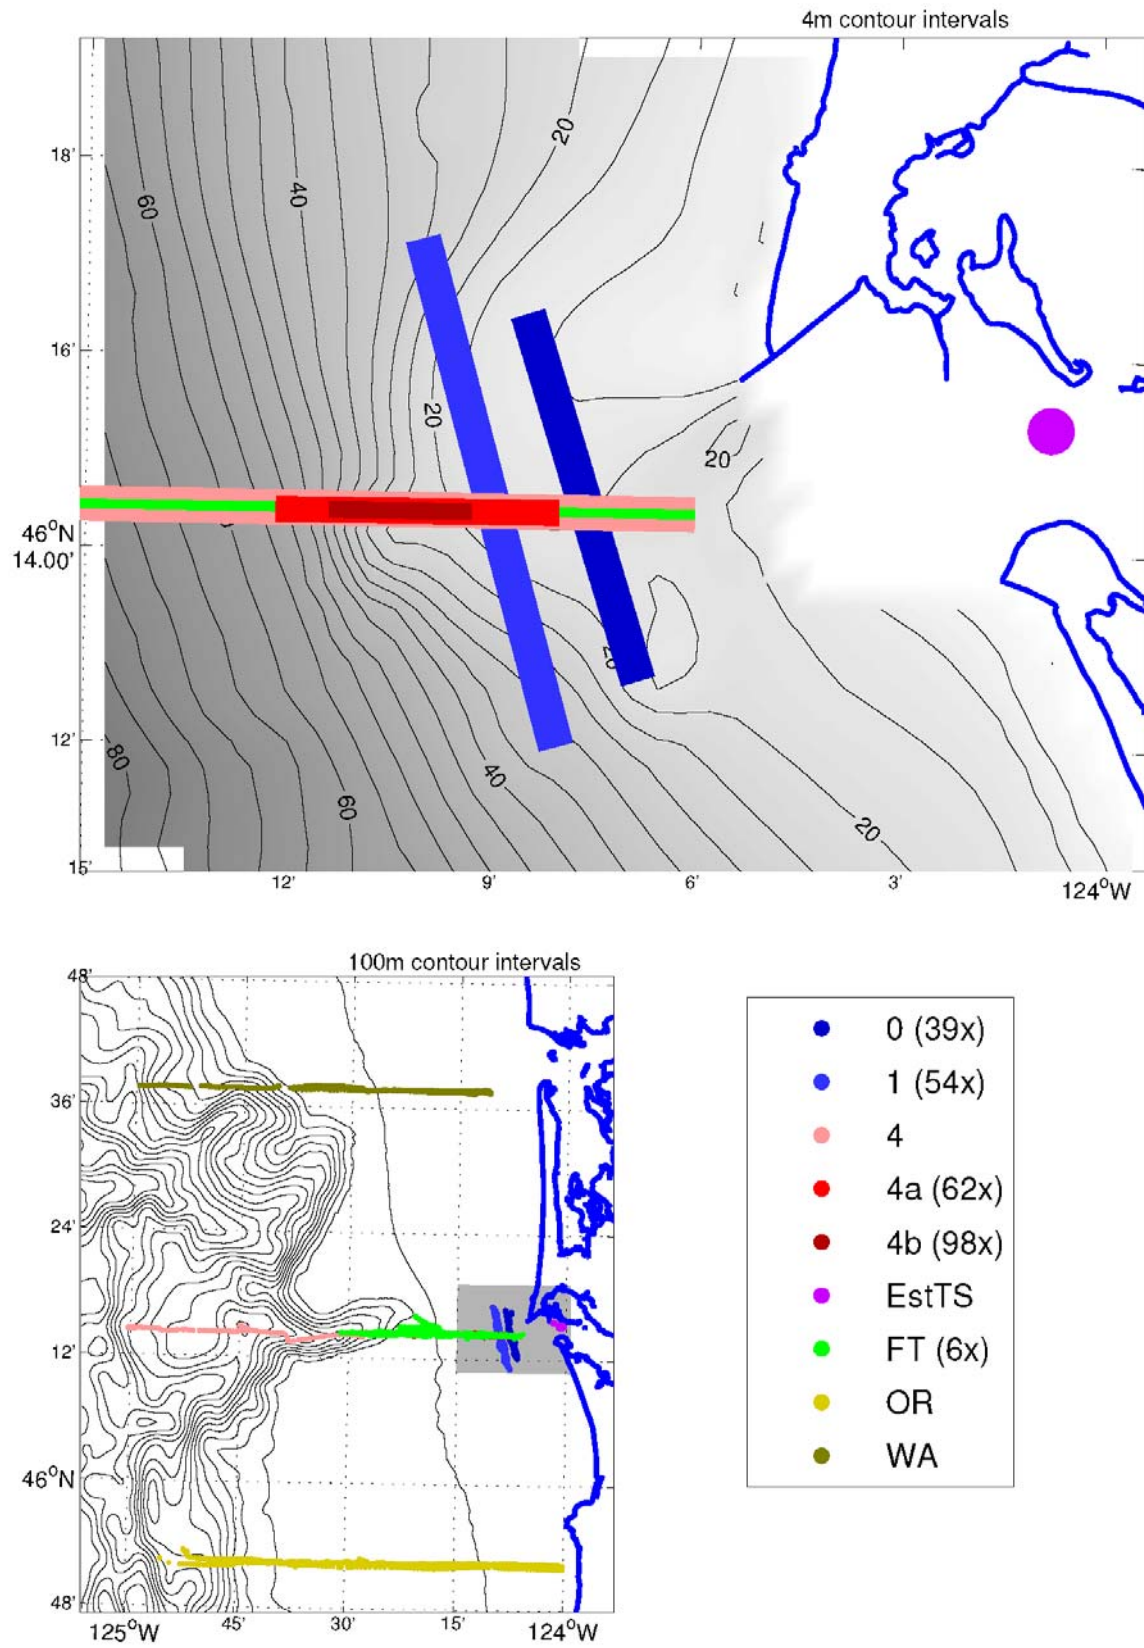 4m contour intervals
20
18'
60
40
16'
20
20
46°N
14.00'
20
12'
80
40
60
20
15'
12'
9'
6'
3'
124°W
100m contour intervals
48'
36'
24'
12'
46°N
48'
125°W
45'
30'
15'
124°W
0 (39x)
1 (54x)
4
4a (62x)
4b (98x)
EstTS
FT (6x)
OR
WA